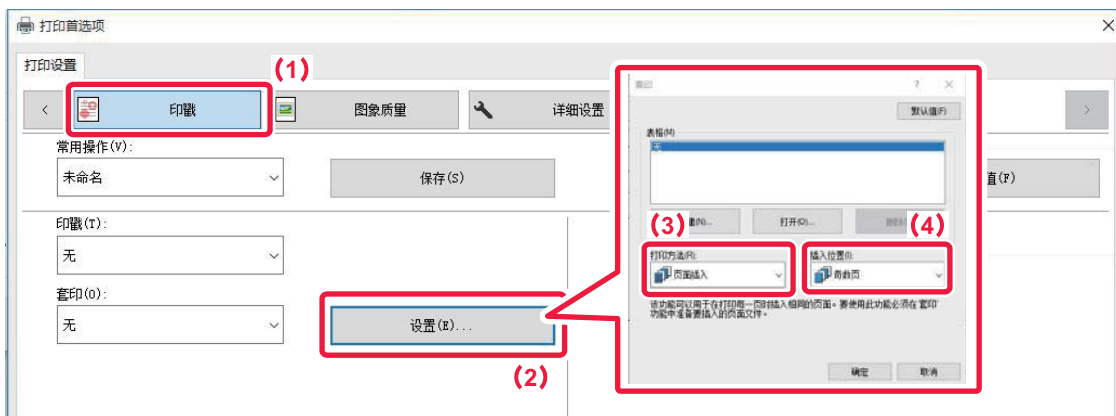 打印首选项
打印设置
(1)
印戳
图象质量
详细设置
常用操作(V):
未命名
保存(S)
值(F)
印戳(T):
无
套印(O):
无
设置(E)...
(2)
套印
默认值(F)
表格(M)
无
建(N)...
打开(O)...
(3)
(4)
打印方法(R):
插入位置(I):
页面插入
奇数页
该功能可以用于在打印每一页时插入相同的页面。要使用此功能必须在'套印'
功能中准备要插入的页面文件。
确定
取消